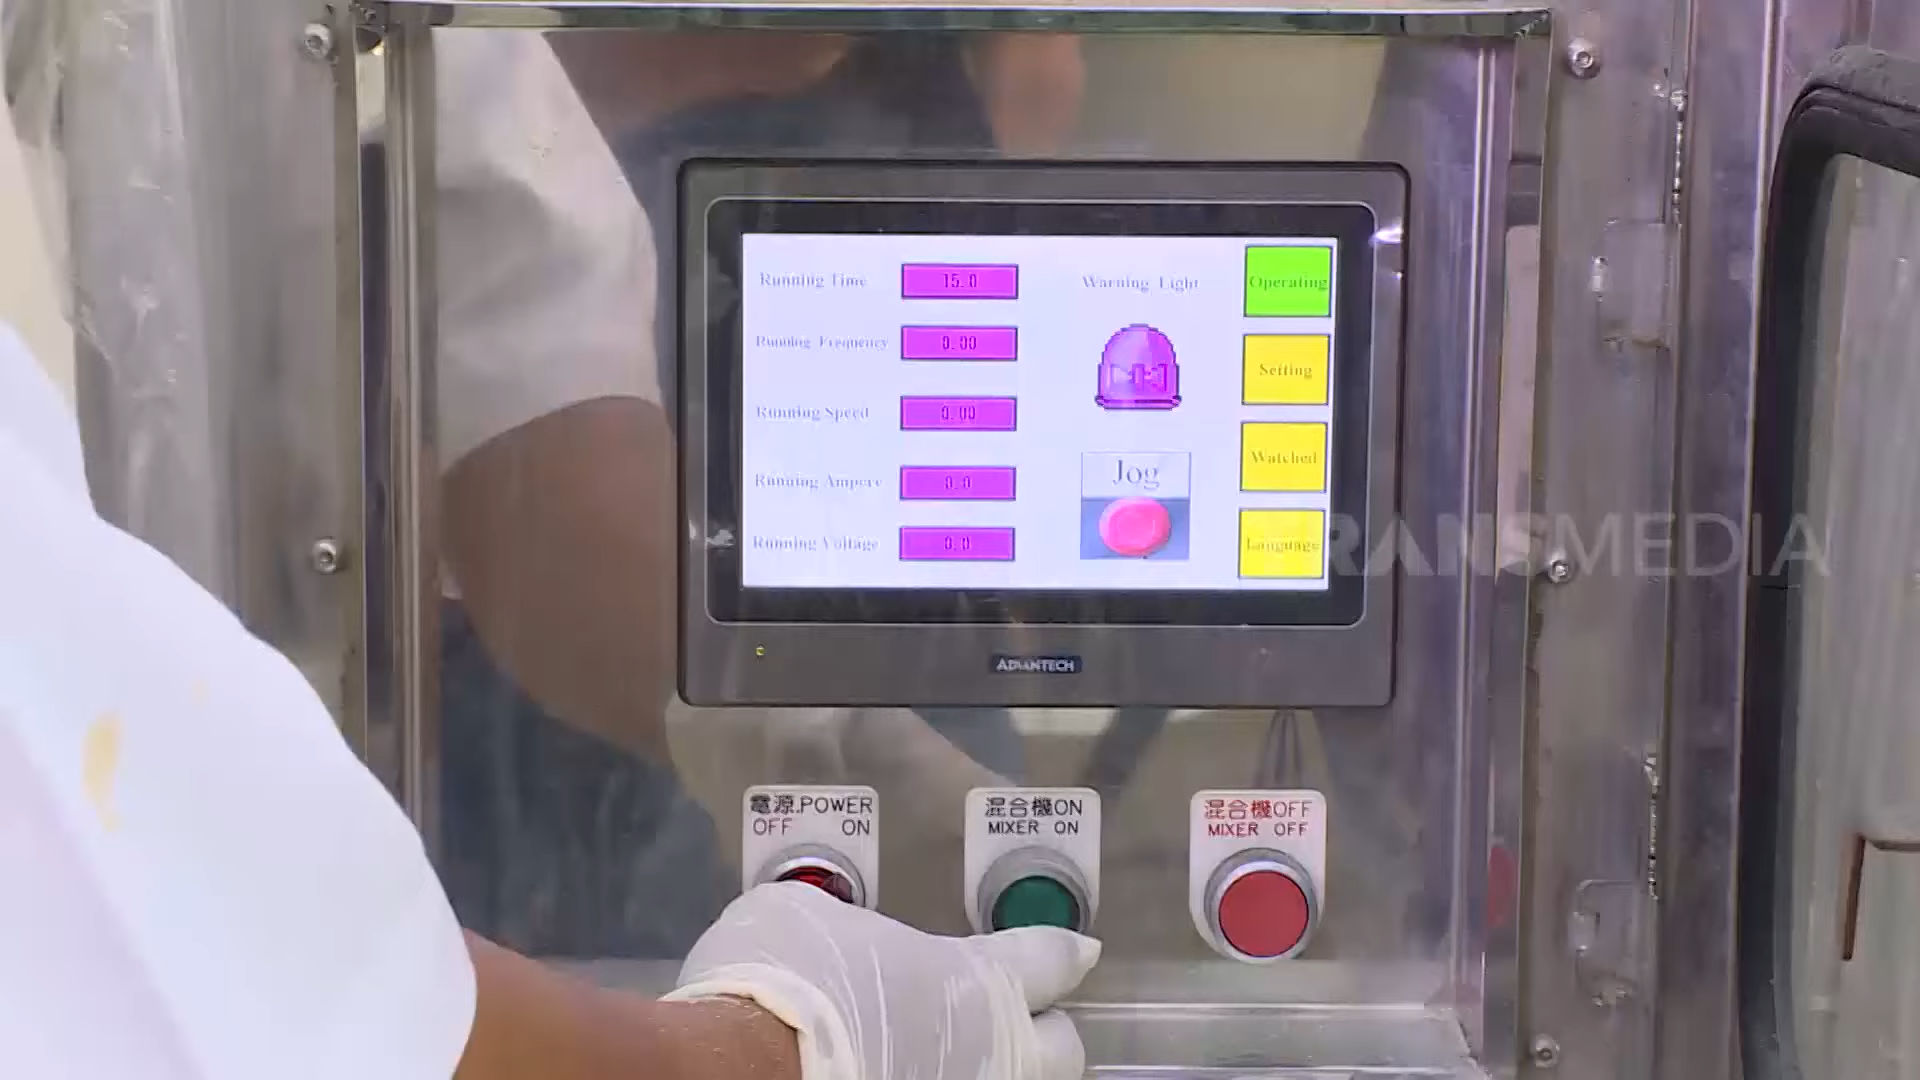 Running Time
15.0
Warning Light
Operating
Running Frequency
0.00
Setting
Running Speed
0.00
Jog
Watched
Running Ampere
0.0
Running Voltage
0.0
Language
TRANSMEDIA
ADVANTECH
電源.POWER
OFF ON
混合機ON
MIXER ON
混合機OFF
MIXER OFF